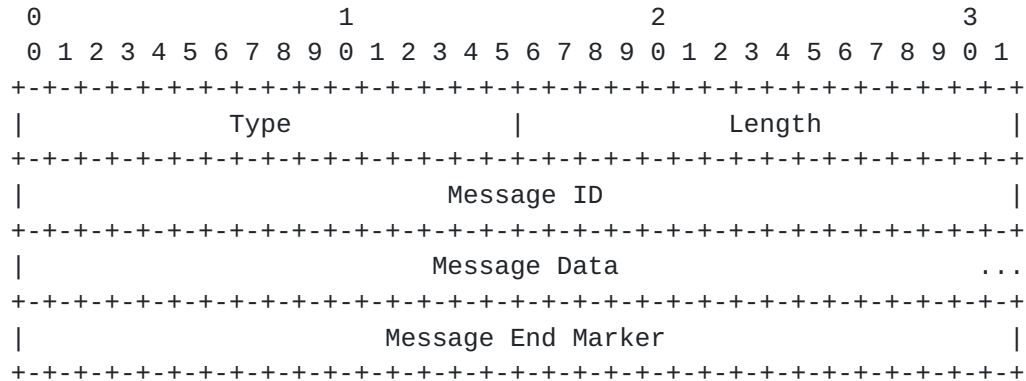 0                   1                   2                   3
 0 1 2 3 4 5 6 7 8 9 0 1 2 3 4 5 6 7 8 9 0 1 2 3 4 5 6 7 8 9 0 1
+-+-+-+-+-+-+-+-+-+-+-+-+-+-+-+-+-+-+-+-+-+-+-+-+-+-+-+-+-+-+-+-+
|             Type              |             Length            |
+-+-+-+-+-+-+-+-+-+-+-+-+-+-+-+-+-+-+-+-+-+-+-+-+-+-+-+-+-+-+-+-+
|                           Message ID                          |
+-+-+-+-+-+-+-+-+-+-+-+-+-+-+-+-+-+-+-+-+-+-+-+-+-+-+-+-+-+-+-+-+
|                          Message Data                       ...
+-+-+-+-+-+-+-+-+-+-+-+-+-+-+-+-+-+-+-+-+-+-+-+-+-+-+-+-+-+-+-+-+
|                       Message End Marker                      |
+-+-+-+-+-+-+-+-+-+-+-+-+-+-+-+-+-+-+-+-+-+-+-+-+-+-+-+-+-+-+-+-+